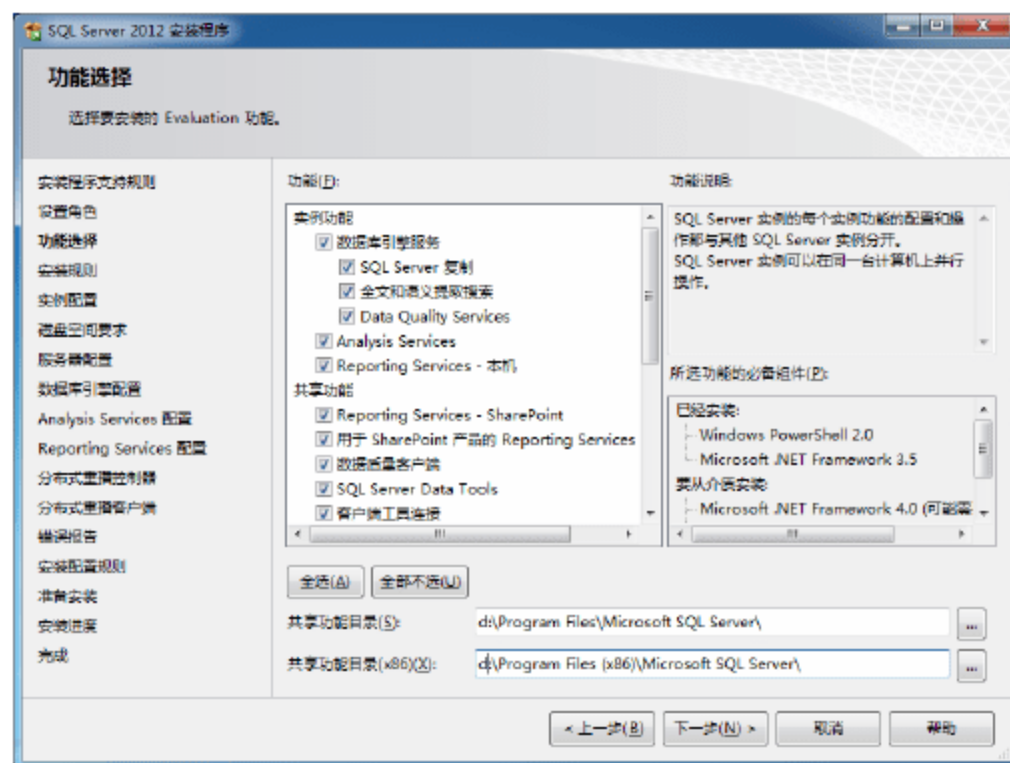 SQL Server 2012 安装程序
功能选择
选择要安装的 Evaluation 功能。
安装程序支持规则
设置角色
功能选择
安装规则
实例配置
磁盘空间要求
服务器配置
数据库引擎配置
Analysis Services 配置
Reporting Services 配置
分布式重播控制器
分布式重播客户端
错误报告
安装配置规则
准备安装
安装进度
完成
功能(F):
实例功能
数据库引擎服务
SQL Server 复制
全文和语义提取搜索
Data Quality Services
Analysis Services
Reporting Services - 本机
共享功能
Reporting Services - SharePoint
用于 SharePoint 产品的 Reporting Services
数据质量客户端
SQL Server Data Tools
客户端工具连接
功能说明:
SQL Server 实例的每个实例功能的配置和操
作都与其他 SQL Server 实例分开。
SQL Server 实例可以在同一台计算机上并行
操作。
所选功能的必备组件(P):
已经安装:
Windows PowerShell 2.0
Microsoft .NET Framework 3.5
要从介质安装:
Microsoft .NET Framework 4.0 (可能需
全选(A)
全部不选(U)
共享功能目录(S):
d:\Program Files\Microsoft SQL Server\
...
共享功能目录(x86)(X):
d:\Program Files (x86)\Microsoft SQL Server\
...
< 上一步(B)
下一步(N) >
取消
帮助